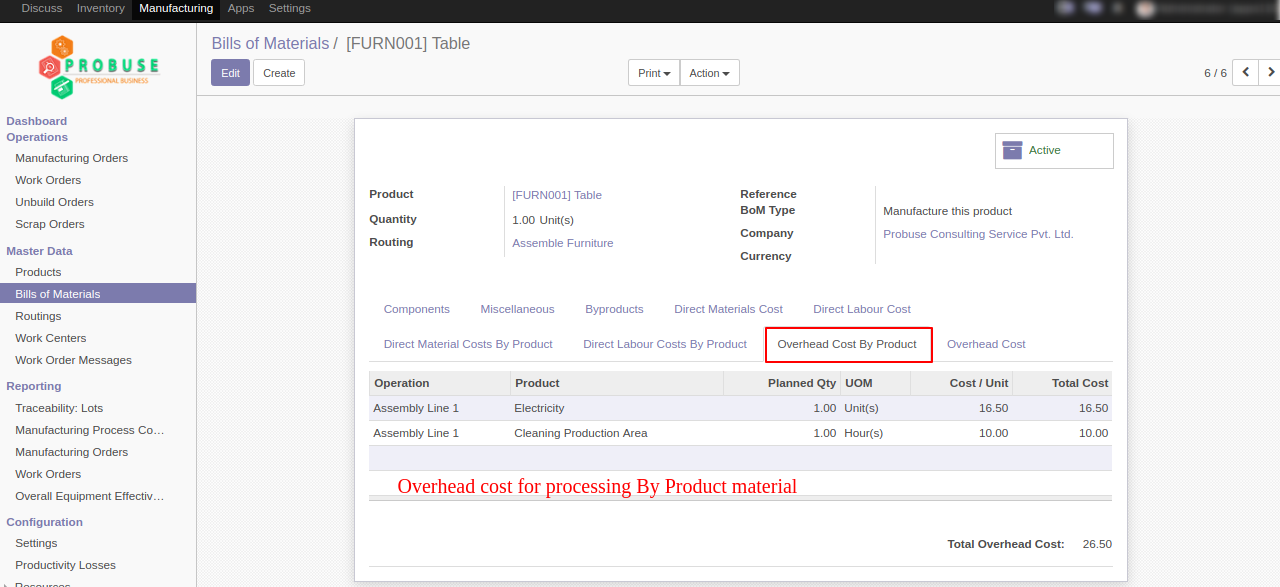 Discuss Inventory Manufacturing Apps Settings
PROBUSE
PROFESSIONAL BUSINESS
Dashboard
Operations
Manufacturing Orders
Work Orders
Unbuild Orders
Scrap Orders
Master Data
Products
Bills of Materials
Routings
Work Centers
Work Order Messages
Reporting
Traceability: Lots
Manufacturing Process Co…
Manufacturing Orders
Work Orders
Overall Equipment Effectiv…
Configuration
Settings
Productivity Losses
Resources
Bills of Materials / [FURN001] Table
Edit Create Print Action 6 / 6
Active
Product [FURN001] Table
Quantity 1.00 Unit(s)
Routing Assemble Furniture
Reference
BoM Type Manufacture this product
Company Probuse Consulting Service Pvt. Ltd.
Currency
Components Miscellaneous Byproducts Direct Materials Cost Direct Labour Cost
Direct Material Costs By Product Direct Labour Costs By Product Overhead Cost By Product Overhead Cost
Operation Product Planned Qty UOM Cost / Unit Total Cost
Assembly Line 1 Electricity 1.00 Unit(s) 16.50 16.50
Assembly Line 1 Cleaning Production Area 1.00 Hour(s) 10.00 10.00
Overhead cost for processing By Product material
Total Overhead Cost: 26.50